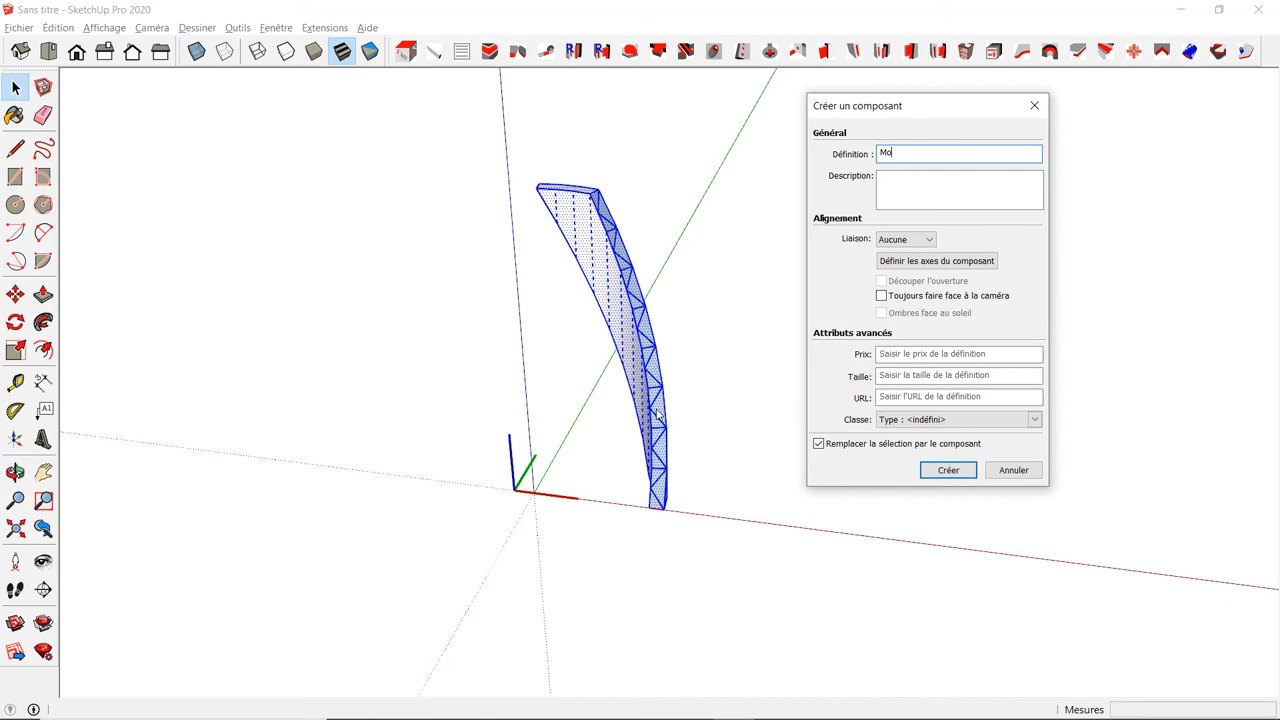 Sans titre - SketchUp Pro 2020
Fichier Édition Affichage Caméra Dessiner Outils Fenêtre Extensions Aide
Créer un composant
Général
Définition : Mo
Description:
Alignement
Liaison: Aucune
Définir les axes du composant
Découper l'ouverture
Toujours faire face à la caméra
Ombres face au soleil
Attributs avancés
Prix: Saisir le prix de la définition
Taille: Saisir la taille de la définition
URL: Saisir l'URL de la définition
Classe: Type : <indéfini>
Remplacer la sélection par le composant
Créer Annuler
A1
Mesures